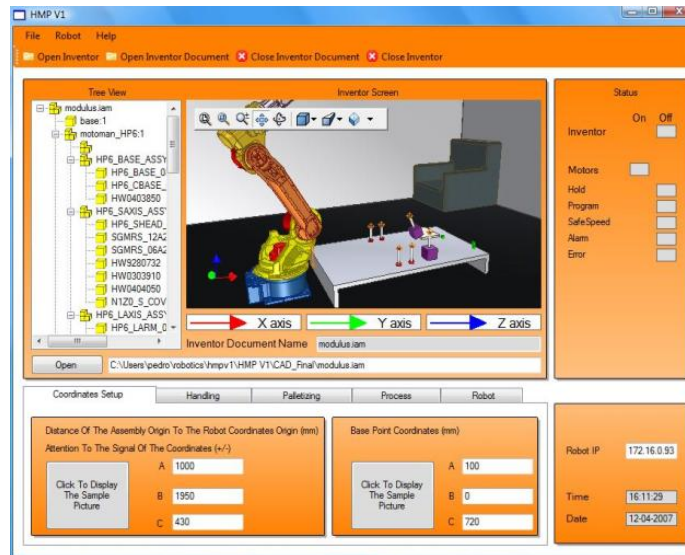 HMP V1
File Robot Help
Open Inventor Open Inventor Document Close Inventor Document Close Inventor
Tree View
Inventor Screen
Status
modulus.iam
base:1
motoman_HP6:1
HP6_BASE_ASSY
HP6_BASE_0
HP6_CBASE_
HW0403850
HP6_SAXIS_ASS
HP6_SHEAD_
SGMRS_12A2
SGMRS_06A2
HW9280732
HW0303910
HW0404050
N1Z0_S_COV
HP6_LAXIS_ASS
HP6_LARM_0
X axis Y axis Z axis
Inventor Document Name modulus.iam
Open C:\Users\pedro\robotics\hmpv1\HMP V1\CAD_Final\modulus.iam
On Off
Inventor
Motors
Hold
Program
SafeSpeed
Alarm
Error
Coordinates Setup Handling Palletizing Process Robot
Distance Of The Assembly Origin To The Robot Coordinates Origin (mm)
Attention To The Signal Of The Coordinates (+/-)
Click To Display
The Sample
Picture
A 1000
B 1950
C 430
Base Point Coordinates (mm)
Click To Display
The Sample
Picture
A 100
B 0
C 720
Robot IP 172.16.0.93
Time 16:11:29
Date 12-04-2007